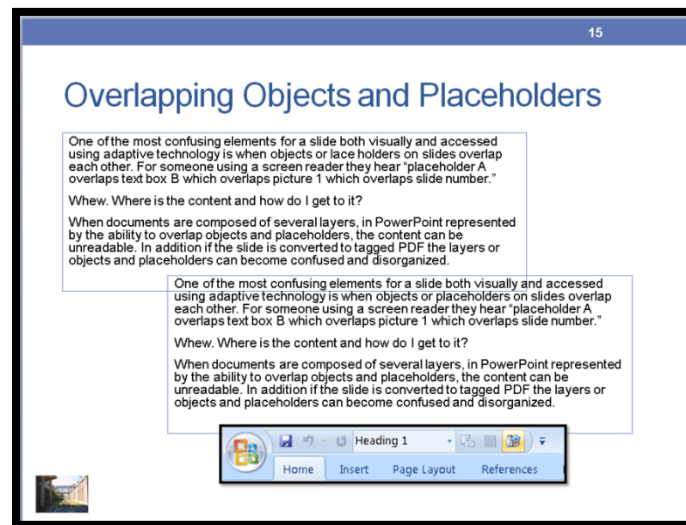 15
Overlapping Objects and Placeholders
One of the most confusing elements for a slide both visually and accessed
using adaptive technology is when objects or lace holders on slides overlap
each other. For someone using a screen reader they hear “placeholder A
overlaps text box B which overlaps picture 1 which overlaps slide number.”
Whew. Where is the content and how do I get to it?
When documents are composed of several layers, in PowerPoint represented
by the ability to overlap objects and placeholders, the content can be
unreadable. In addition if the slide is converted to tagged PDF the layers or
objects and placeholders can become confused and disorganized.
One of the most confusing elements for a slide both visually and accessed
using adaptive technology is when objects or placeholders on slides overlap
each other. For someone using a screen reader they hear “placeholder A
overlaps text box B which overlaps picture 1 which overlaps slide number.”
Whew. Where is the content and how do I get to it?
When documents are composed of several layers, in PowerPoint represented
by the ability to overlap objects and placeholders, the content can be
unreadable. In addition if the slide is converted to tagged PDF the layers or
objects and placeholders can become confused and disorganized.
Heading 1
Home Insert Page Layout References